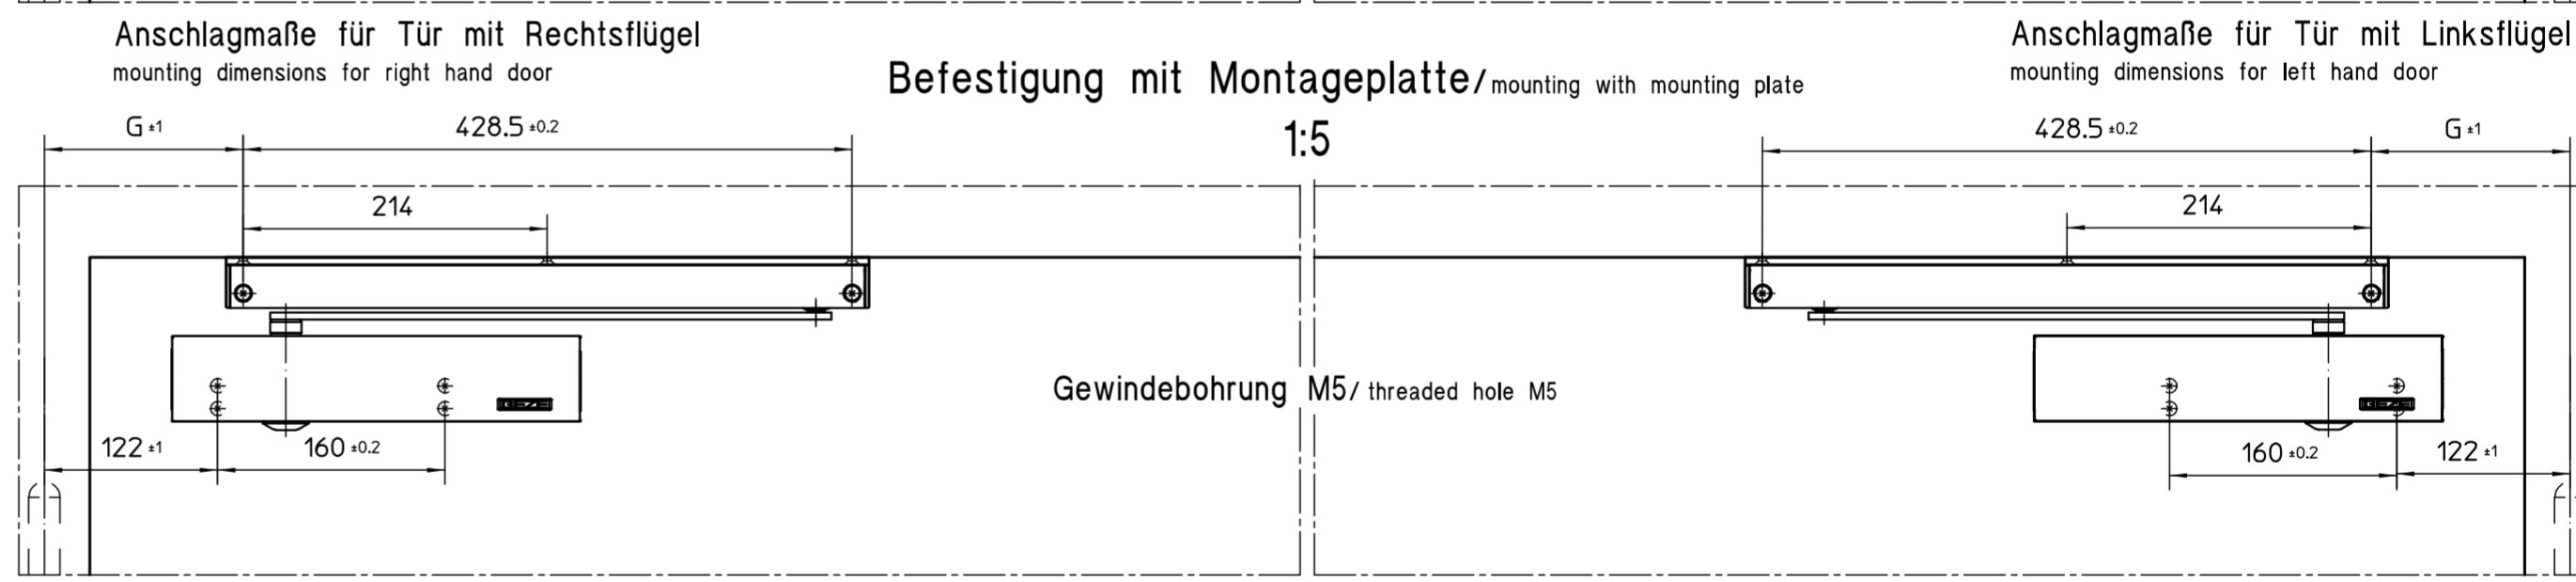 Anschlagmaße für Tür mit Rechtsflügel
mounting dimensions for right hand door
Befestigung mit Montageplatte/ mounting with mounting plate
1:5
Anschlagmaße für Tür mit Linksflügel
mounting dimensions for left hand door
G ±1
428.5 ±0.2
428.5 ±0.2
G ±1
214
214
Gewindebohrung M5/ threaded hole M5
GEZE
GEZE
122 ±1
160 ±0.2
160 ±0.2
122 ±1